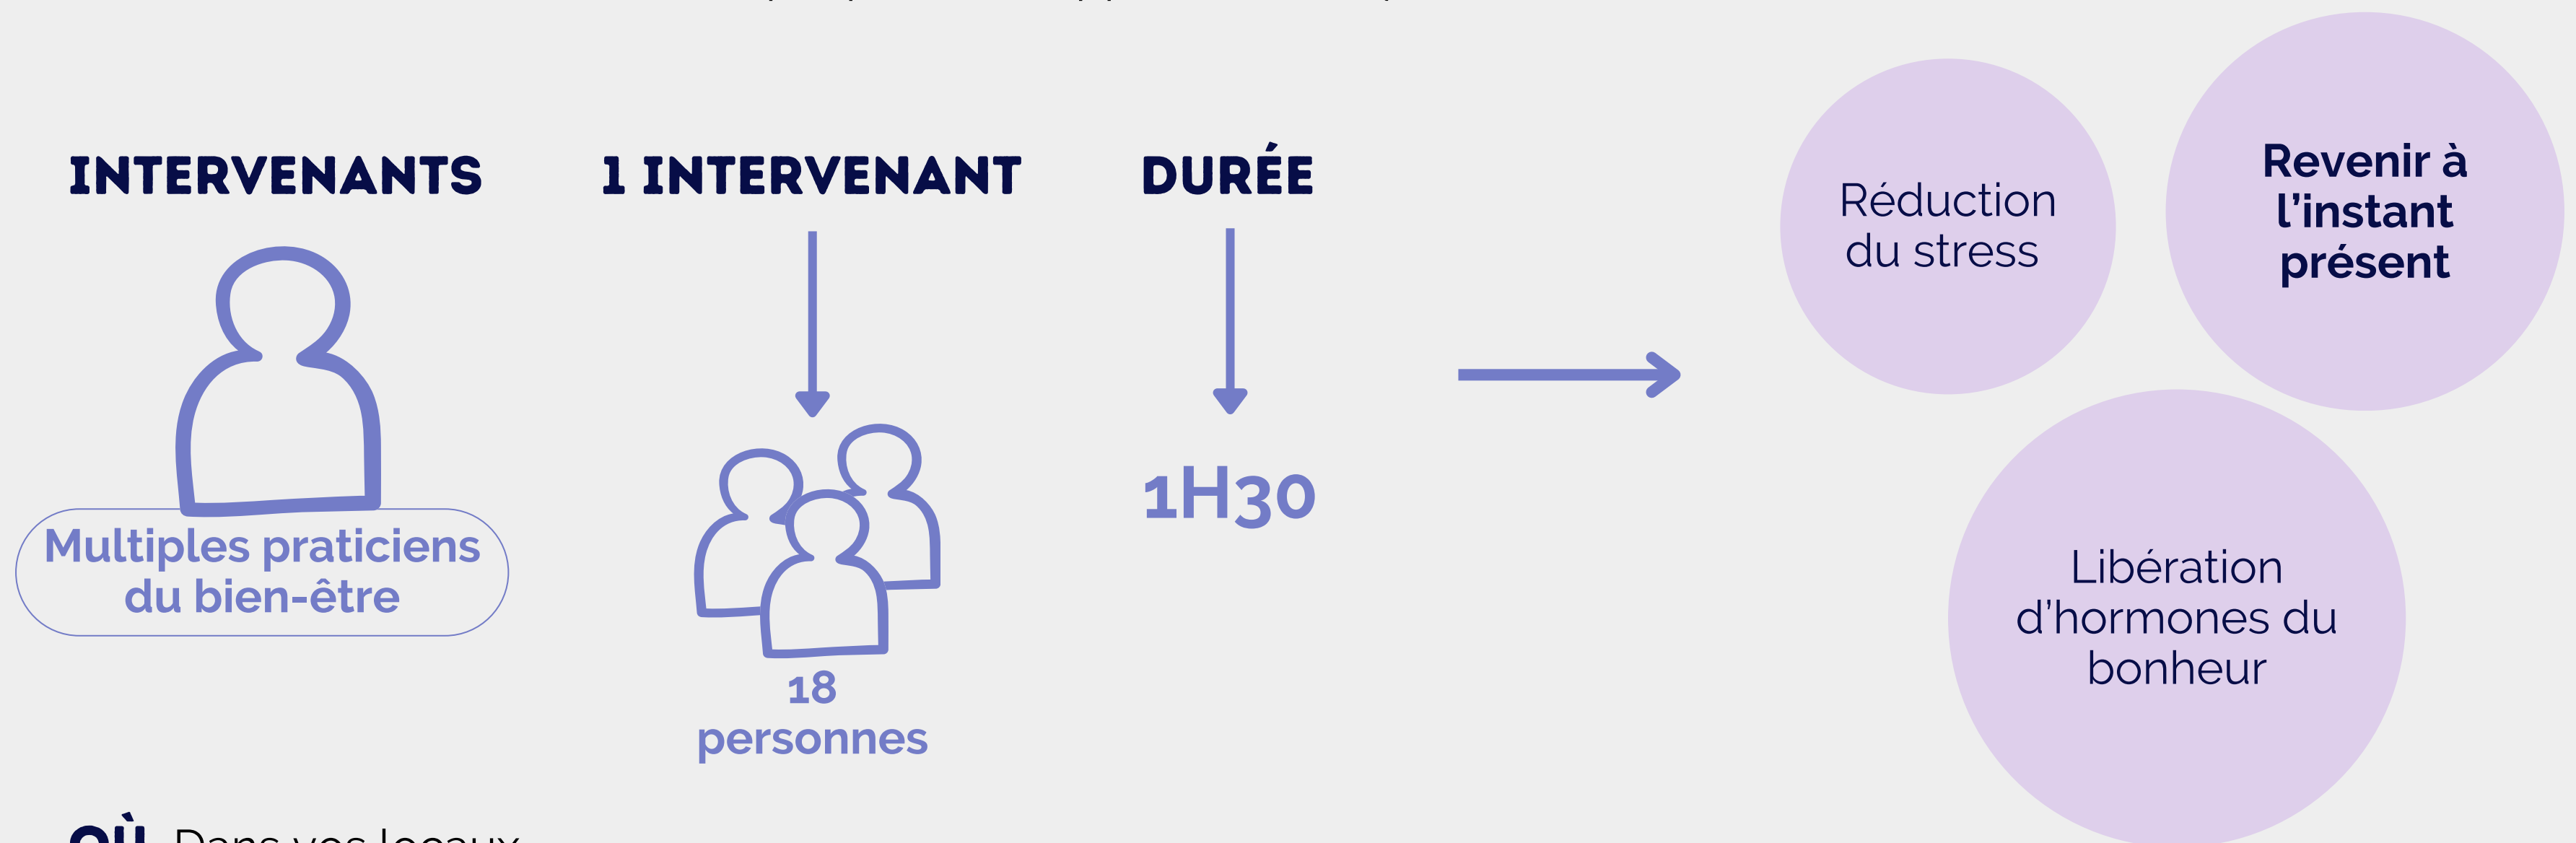 INTERVENANTS
Multiples praticiens
du bien-être
1 INTERVENANT
18
personnes
DURÉE
1H30
Réduction
du stress
Revenir à
l’instant
présent
Libération
d’hormones du
bonheur
OÙ Dans vos locaux